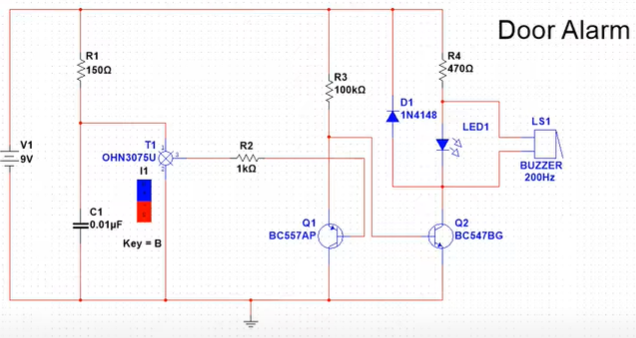 Door Alarm
R1
150Ω
R4
470Ω
R3
100kΩ
D1
1N4148
LED1
LS1
BUZZER
200Hz
V1
9V
T1
OHN3075U
I1
R2
1kΩ
C1
0.01µF
Key = B
Q1
BC557AP
Q2
BC547BG